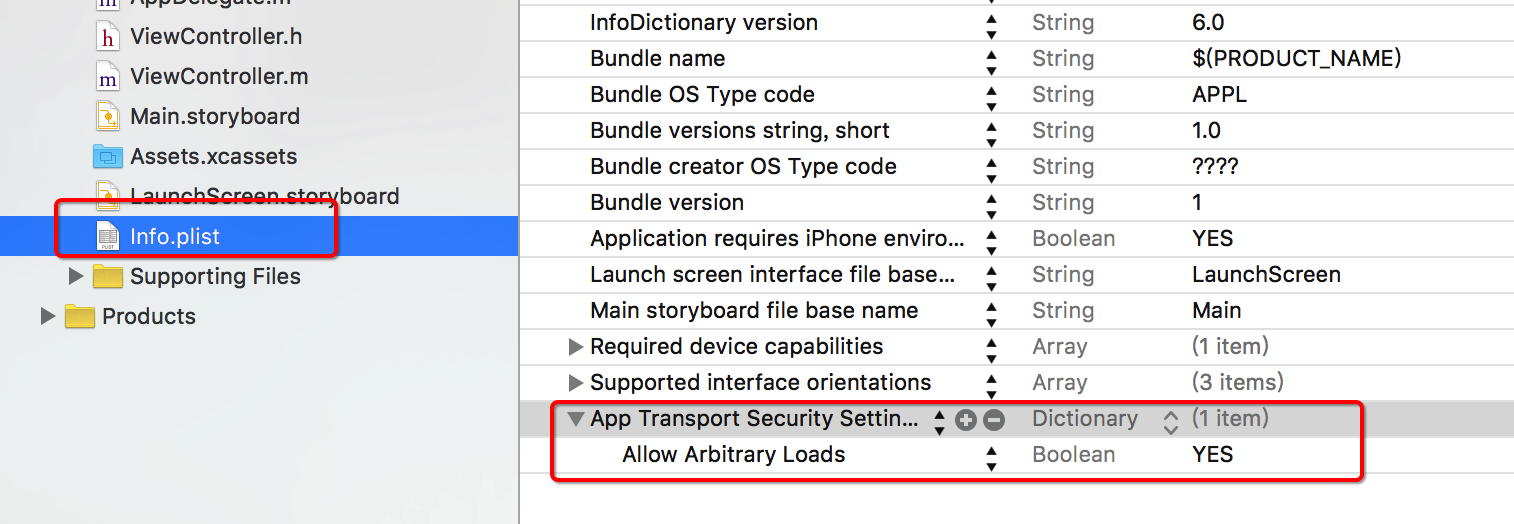 m AppDelegate.m
h ViewController.h
m ViewController.m
Main.storyboard
Assets.xcassets
LaunchScreen.storyboard
PLIST Info.plist
Supporting Files
Products
InfoDictionary version String 6.0
Bundle name String $(PRODUCT_NAME)
Bundle OS Type code String APPL
Bundle versions string, short String 1.0
Bundle creator OS Type code String ????
Bundle version String 1
Application requires iPhone enviro... Boolean YES
Launch screen interface file base... String LaunchScreen
Main storyboard file base name String Main
Required device capabilities Array (1 item)
Supported interface orientations Array (3 items)
App Transport Security Settin... Dictionary (1 item)
Allow Arbitrary Loads Boolean YES